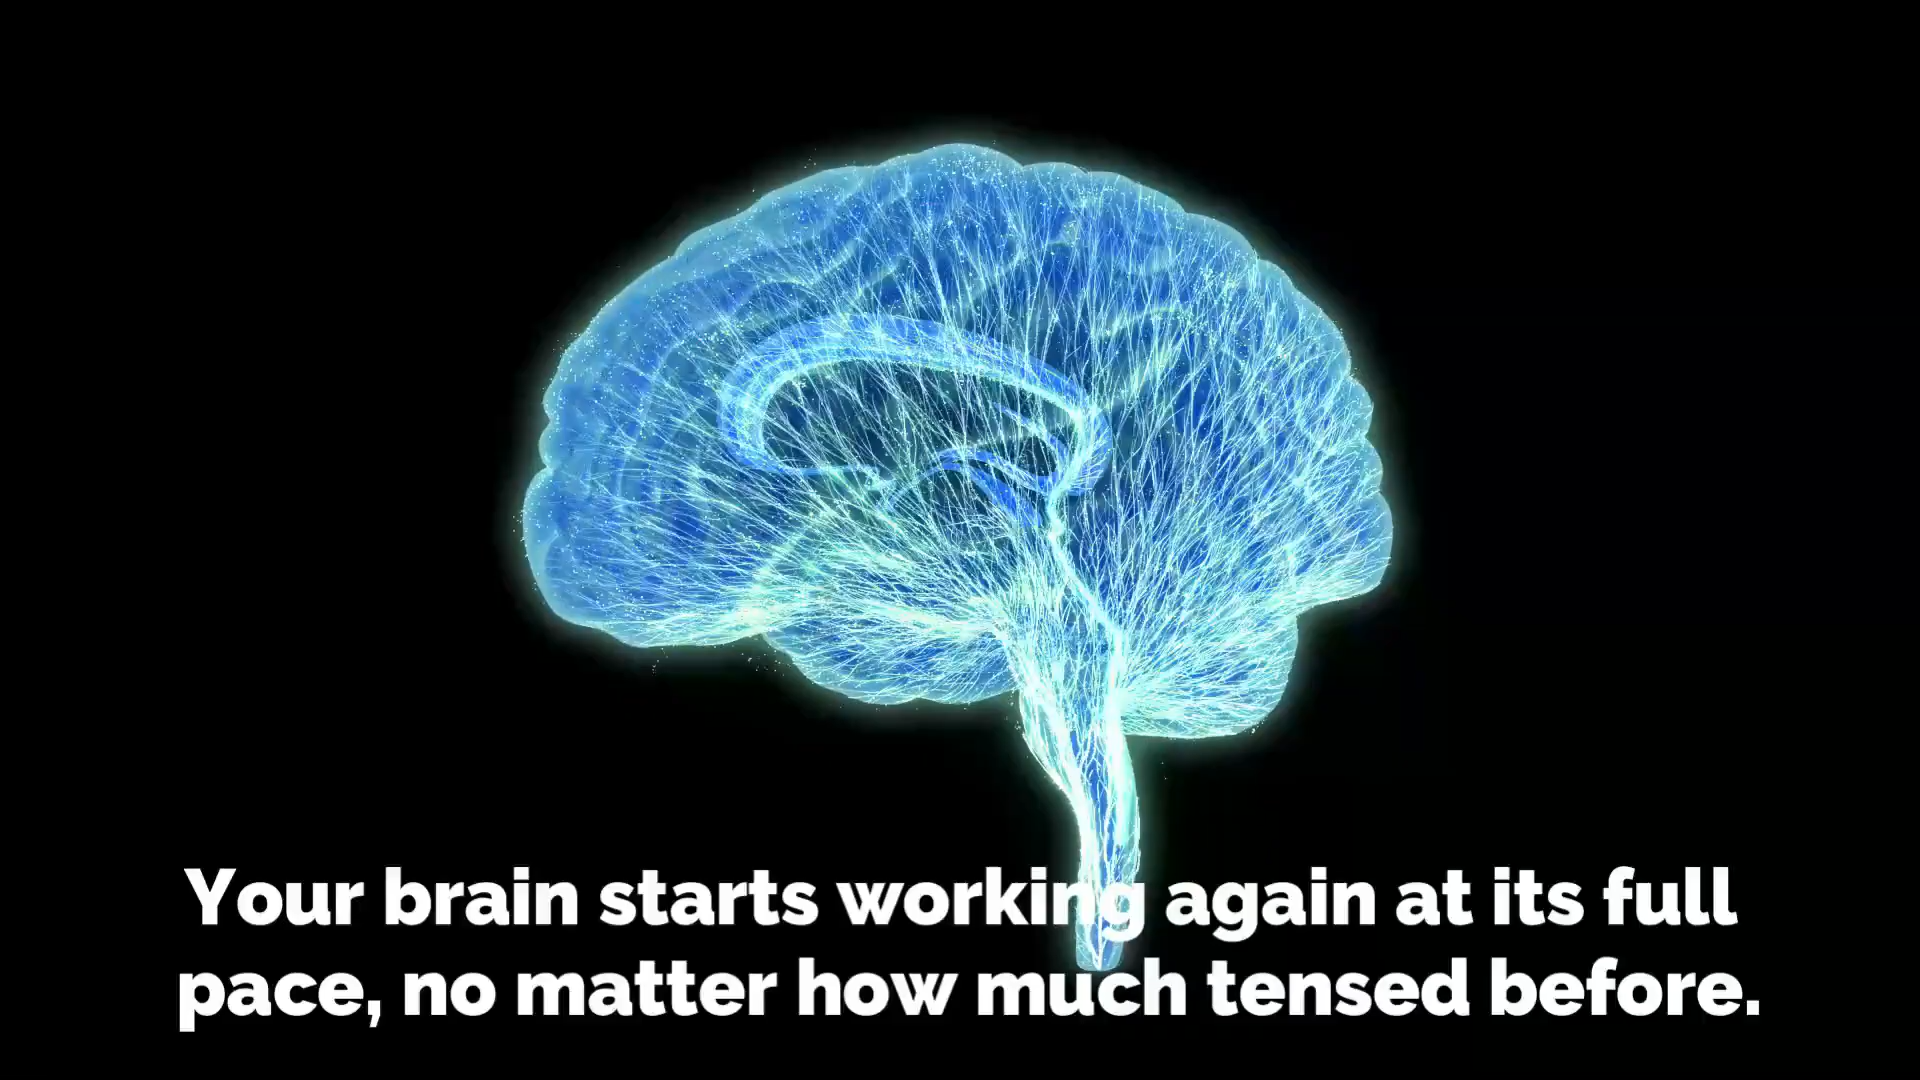 Your brain starts working again at its full
pace, no matter how much tensed before.